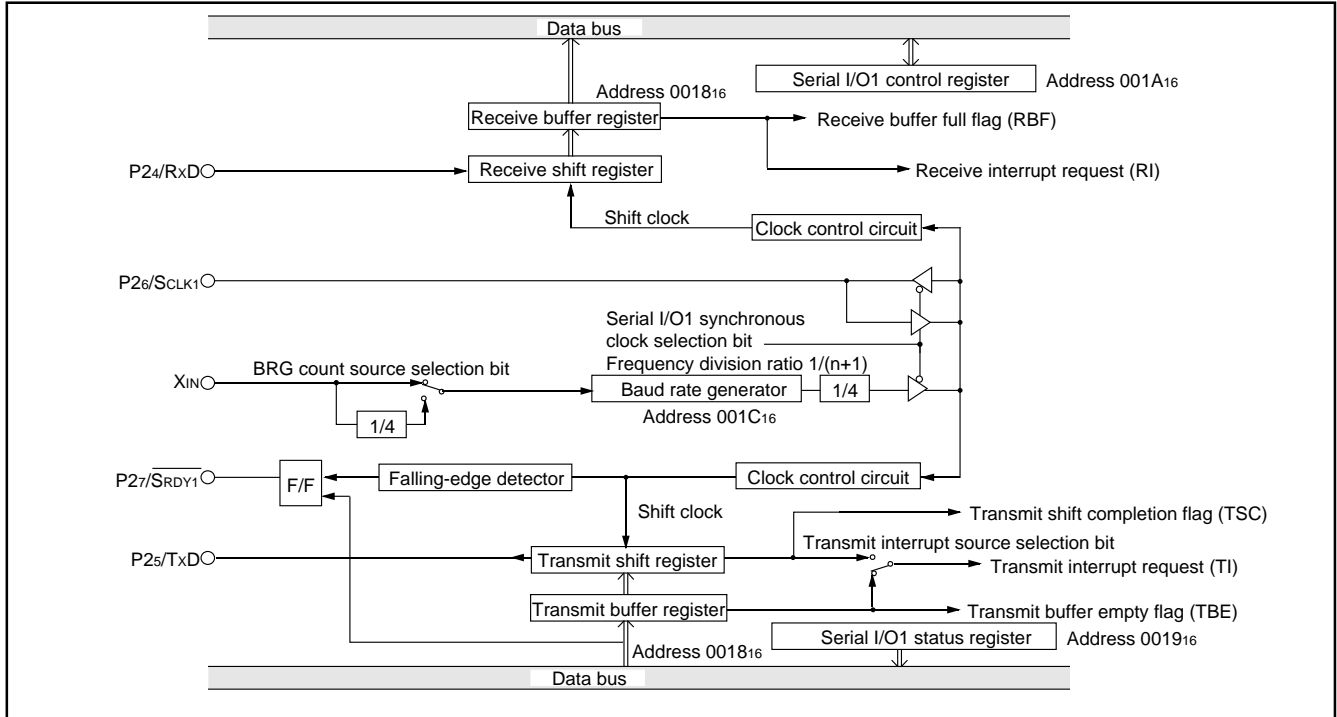 Data bus
Serial I/O1 control register
Address 001A16
Address 001816
Receive buffer register
Receive buffer full flag (RBF)
P24/RXD
Receive shift register
Receive interrupt request (RI)
Shift clock
Clock control circuit
P26/SCLK1
Serial I/O1 synchronous
clock selection bit
BRG count source selection bit
Frequency division ratio 1/(n+1)
XIN
Baud rate generator
1/4
1/4
Address 001C16
P27/SRDY1
F/F
Falling-edge detector
Clock control circuit
Shift clock
Transmit shift completion flag (TSC)
Transmit interrupt source selection bit
P25/TXD
Transmit shift register
Transmit interrupt request (TI)
Transmit buffer register
Transmit buffer empty flag (TBE)
Serial I/O1 status register
Address 001916
Address 001816
Data bus